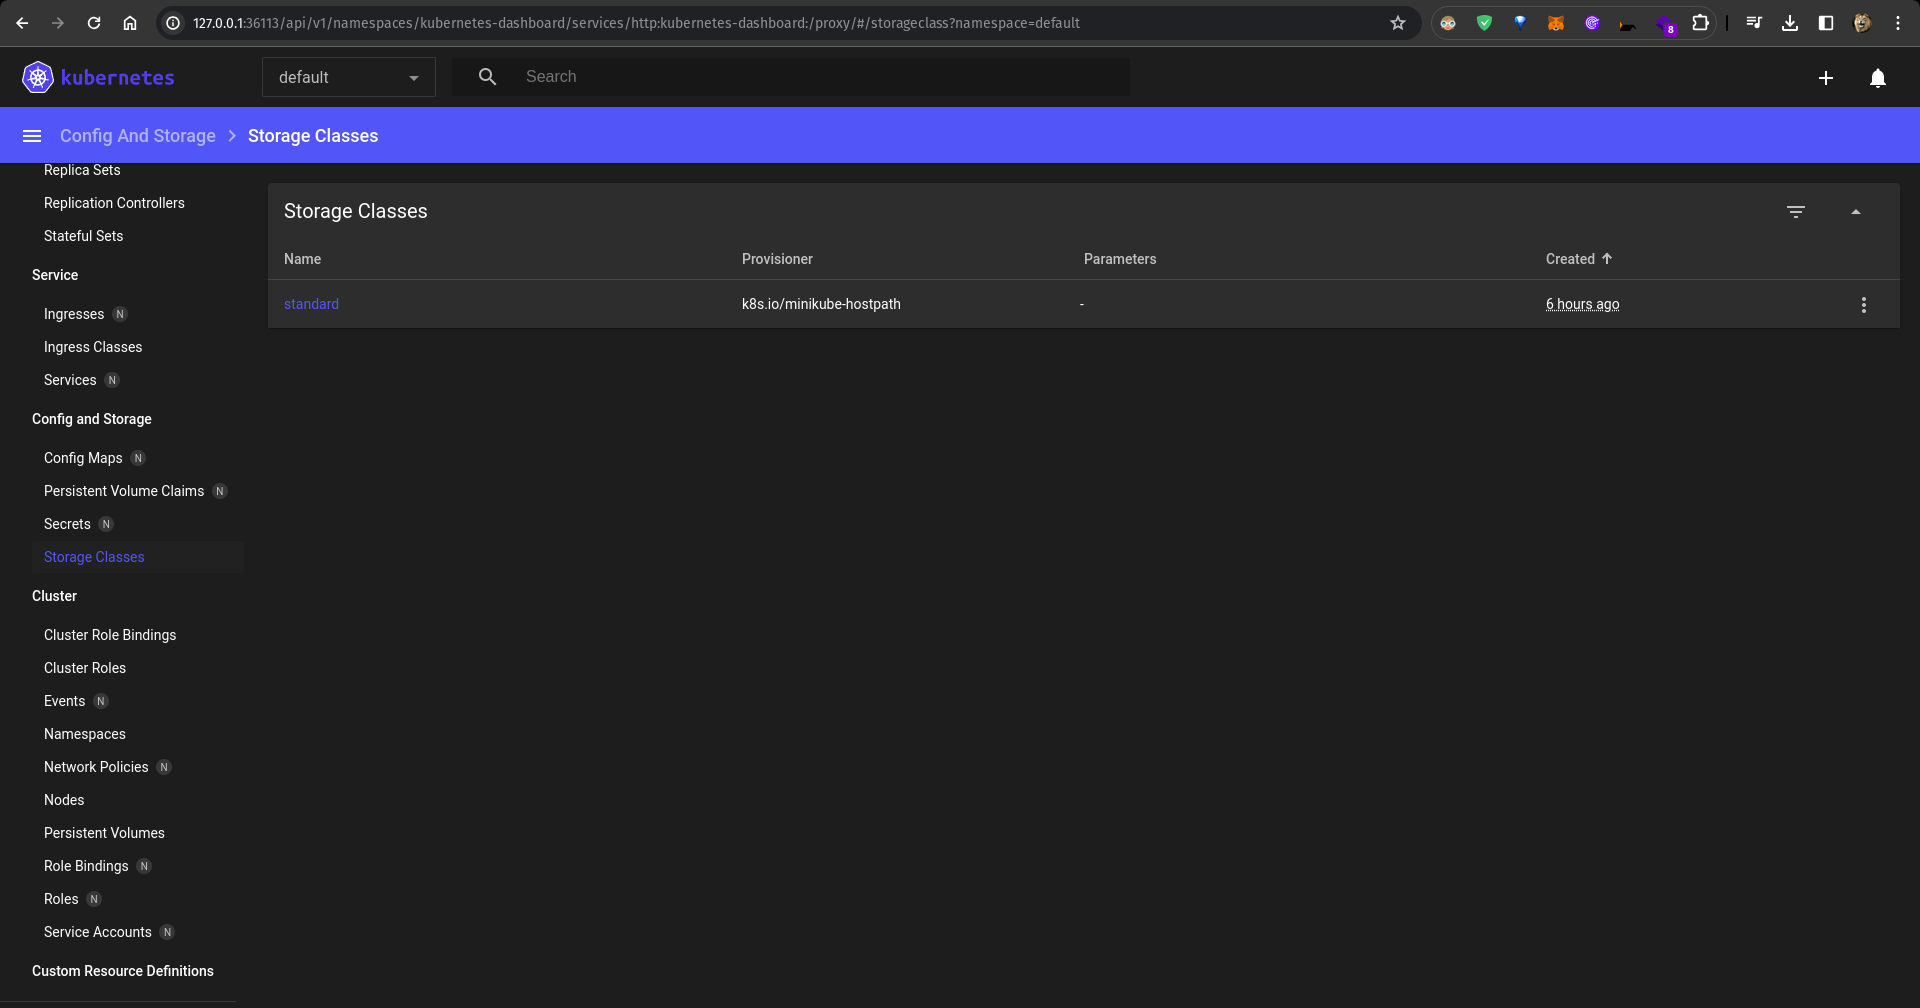 127.0.0.1:36113/api/v1/namespaces/kubernetes-dashboard/services/http:kubernetes-dashboard:/proxy/#/storageclass?namespace=default
8
kubernetes
default
Search
Config And Storage
Storage Classes
Replica Sets
Replication Controllers
Stateful Sets
Service
Ingresses N
Ingress Classes
Services N
Config and Storage
Config Maps N
Persistent Volume Claims N
Secrets N
Storage Classes
Cluster
Cluster Role Bindings
Cluster Roles
Events N
Namespaces
Network Policies N
Nodes
Persistent Volumes
Role Bindings N
Roles N
Service Accounts N
Custom Resource Definitions
Storage Classes
Name Provisioner Parameters Created
standard k8s.io/minikube-hostpath - 6 hours ago